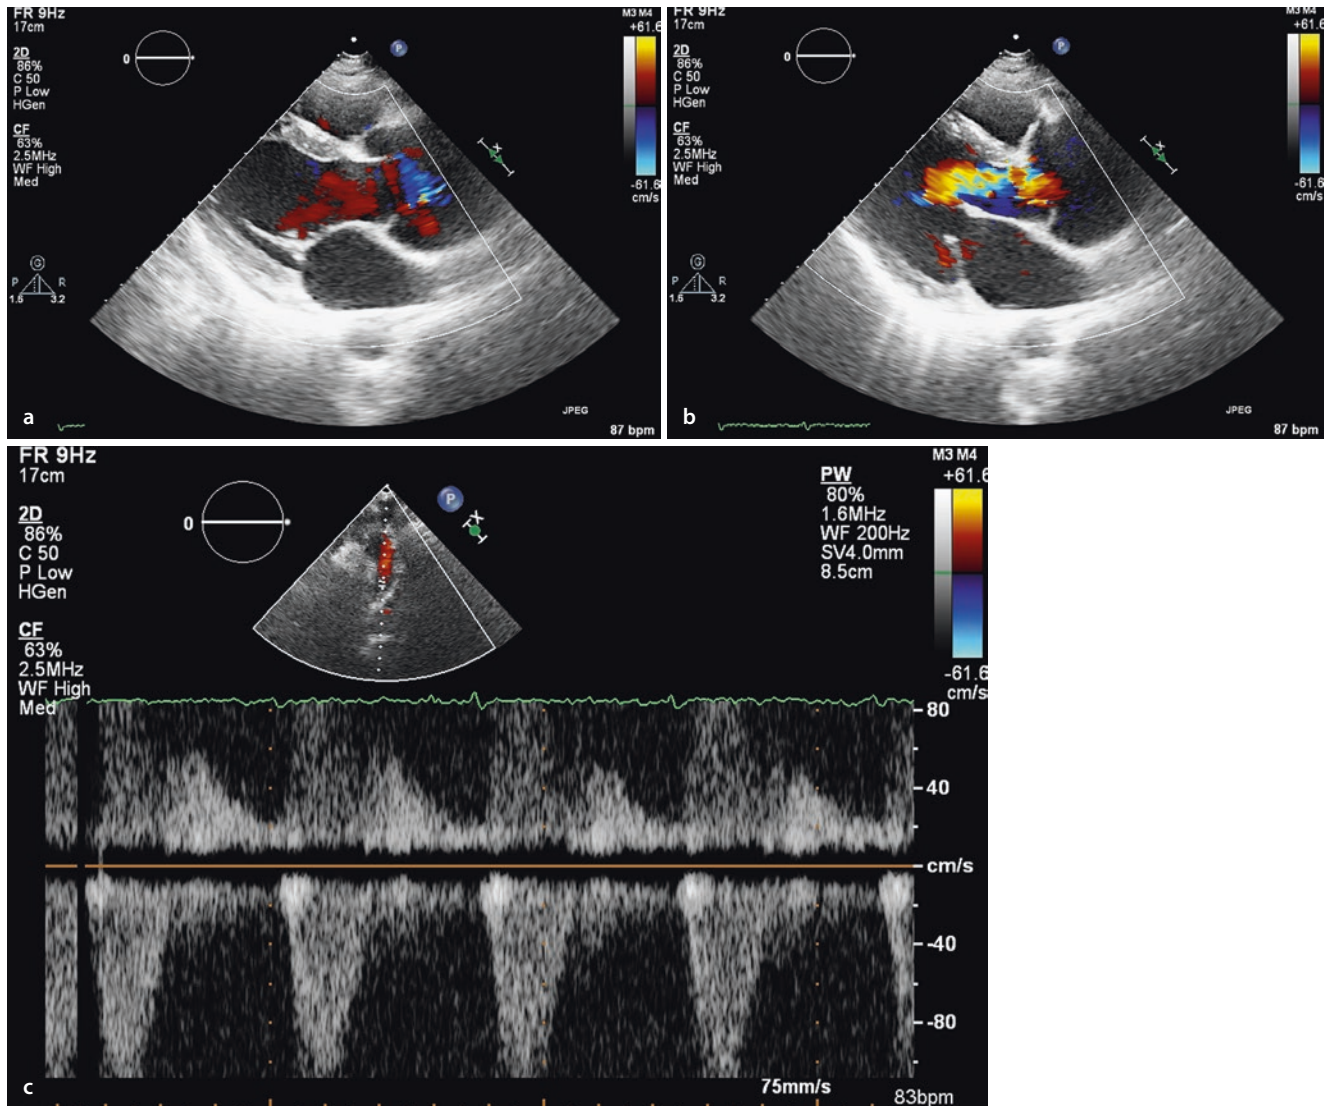 FR 9Hz
17cm
2D
86%
C 50
P Low
HGen
CF
63%
2.5MHz
WF High
Med
0
P
M3 M4
+61.6
-61.6
cm/s
X
G
P R
1.6 3.2
JPEG
a
87 bpm
FR 9Hz
17cm
2D
86%
C 50
P Low
HGen
CF
63%
2.5MHz
WF High
Med
0
P
M3 M4
+61.6
-61.6
cm/s
X
G
P R
1.6 3.2
JPEG
b
87 bpm
FR 9Hz
17cm
2D
86%
C 50
P Low
HGen
CF
63%
2.5MHz
WF High
Med
0
P
X
PW
80%
1.6MHz
WF 200Hz
SV4.0mm
8.5cm
M3 M4
+61.6
-61.6
cm/s
80
40
cm/s
-40
-80
c
75mm/s
83bpm